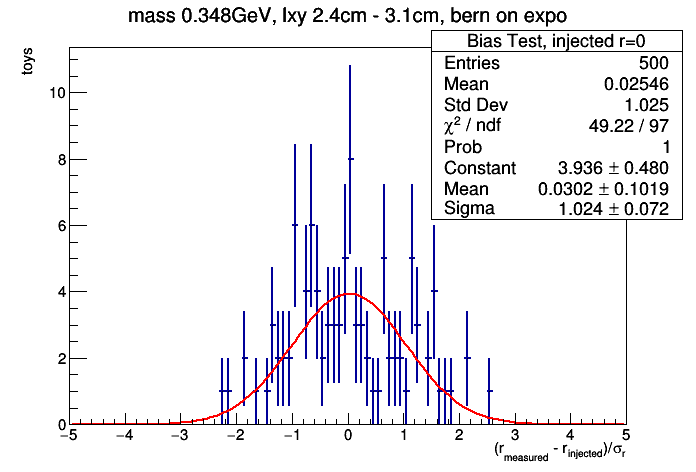 mass 0.348GeV, lxy 2.4cm - 3.1cm, bern on expo
Bias Test, injected r=0
Entries 500
Mean 0.02546
Std Dev 1.025
χ² / ndf 49.22 / 97
Prob 1
Constant 3.936 ± 0.480
Mean 0.0302 ± 0.1019
Sigma 1.024 ± 0.072
toys
10
8
6
4
2
0
−5 −4 −3 −2 −1 0 1 2 3 4 5
(r_measured - r_injected)/σ_r